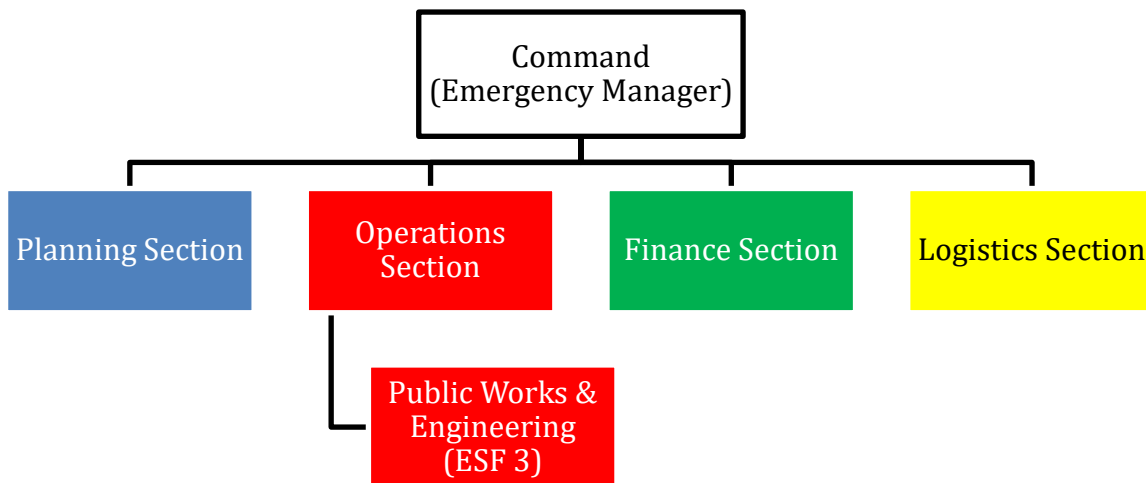 Command
(Emergency Manager)
Planning Section
Operations
Section
Finance Section
Logistics Section
Public Works &
Engineering
(ESF 3)